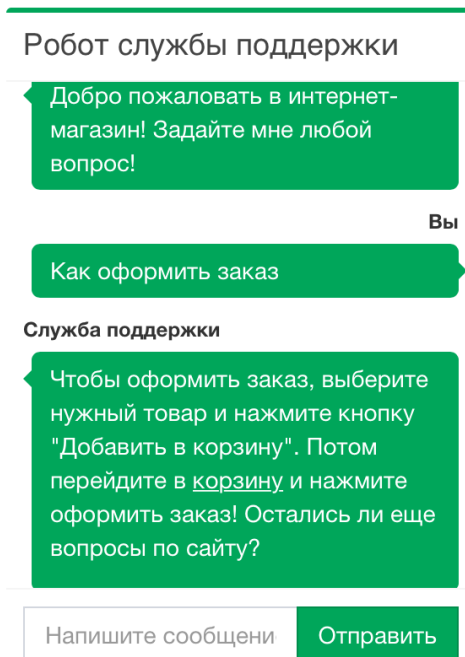 Робот службы поддержки
Добро пожаловать в интернет-
магазин! Задайте мне любой
вопрос!
Вы
Как оформить заказ
Служба поддержки
Чтобы оформить заказ, выберите
нужный товар и нажмите кнопку
"Добавить в корзину". Потом
перейдите в корзину и нажмите
оформить заказ! Остались ли еще
вопросы по сайту?
Напишите сообщени
Отправить